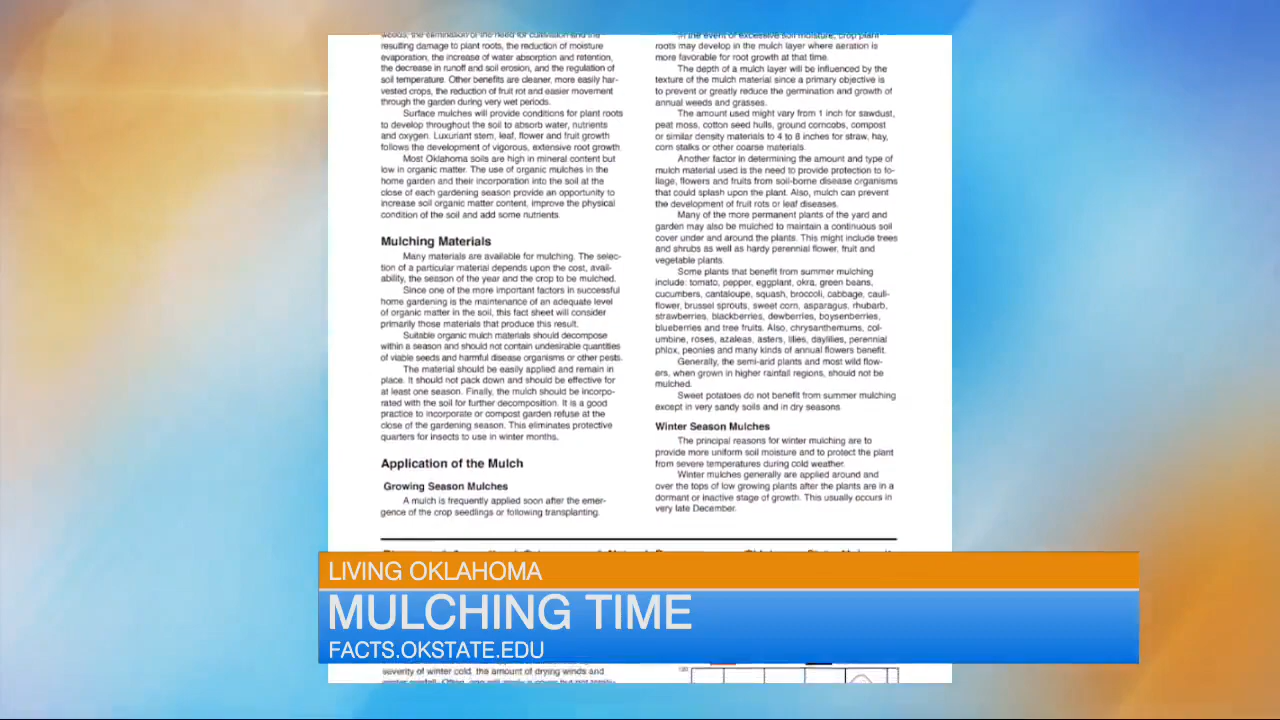 weeds, the elimination of the need for cultivation and the
resulting damage to plant roots, the reduction of moisture
evaporation, the increase of water absorption and retention,
the decrease in runoff and soil erosion, and the regulation of
soil temperature. Other benefits are cleaner, more easily har-
vested crops, the reduction of fruit rot and easier movement
through the garden during very wet periods.
Surface mulches will provide conditions for plant roots
to develop throughout the soil to absorb water, nutrients
and oxygen. Luxuriant stem, leaf, flower and fruit growth
follows the development of vigorous, extensive root growth.
Most Oklahoma soils are high in mineral content but
low in organic matter. The use of organic mulches in the
home garden and their incorporation into the soil at the
close of each gardening season provide an opportunity to
increase soil organic matter content, improve the physical
condition of the soil and add some nutrients.
Mulching Materials
Many materials are available for mulching. The selec-
tion of a particular material depends upon the cost, avail-
ability, the season of the year and the crop to be mulched.
Since one of the more important factors in successful
home gardening is the maintenance of an adequate level
of organic matter in the soil, this fact sheet will consider
primarily those materials that produce this result.
Suitable organic mulch materials should decompose
within a season and should not contain undesirable quantities
of viable seeds and harmful disease organisms or other pests.
The material should be easily applied and remain in
place. It should not pack down and should be effective for
at least one season. Finally, the mulch should be incorpo-
rated with the soil for further decomposition. It is a good
practice to incorporate or compost garden refuse at the
close of the gardening season. This eliminates protective
quarters for insects to use in winter months.
Application of the Mulch
Growing Season Mulches
A mulch is frequently applied soon after the emer-
gence of the crop seedlings or following transplanting.
In the event of excessive soil moisture, crop plant
roots may develop in the mulch layer where aeration is
more favorable for root growth at that time.
The depth of a mulch layer will be influenced by the
texture of the mulch material since a primary objective is
to prevent or greatly reduce the germination and growth of
annual weeds and grasses.
The amount used might vary from 1 inch for sawdust,
peat moss, cotton seed hulls, ground corncobs, compost
or similar density materials to 4 to 8 inches for straw, hay,
corn stalks or other coarse materials.
Another factor in determining the amount and type of
mulch material used is the need to provide protection to fo-
liage, flowers and fruits from soil-borne disease organisms
that could splash upon the plant. Also, mulch can prevent
the development of fruit rots or leaf diseases.
Many of the more permanent plants of the yard and
garden may also be mulched to maintain a continuous soil
cover under and around the plants. This might include trees
and shrubs as well as hardy perennial flower, fruit and
vegetable plants.
Some plants that benefit from summer mulching
include: tomato, pepper, eggplant, okra, green beans,
cucumbers, cantaloupe, squash, broccoli, cabbage, cauli-
flower, brussel sprouts, sweet corn, asparagus, rhubarb,
strawberries, blackberries, dewberries, boysenberries,
blueberries and tree fruits. Also, chrysanthemums, col-
umbine, roses, azaleas, asters, lilies, daylilies, perennial
phlox, peonies and many kinds of annual flowers benefit.
Generally, the semi-arid plants and most wild flow-
ers, when grown in higher rainfall regions, should not be
mulched.
Sweet potatoes do not benefit from summer mulching
except in very sandy soils and in dry seasons.
Winter Season Mulches
The principal reasons for winter mulching are to
provide more uniform soil moisture and to protect the plant
from severe temperatures during cold weather.
Winter mulches generally are applied around and
over the tops of low growing plants after the plants are in a
dormant or inactive stage of growth. This usually occurs in
very late December.
LIVING OKLAHOMA
MULCHING TIME
FACTS.OKSTATE.EDU
severity of winter cold, the amount of drying winds and